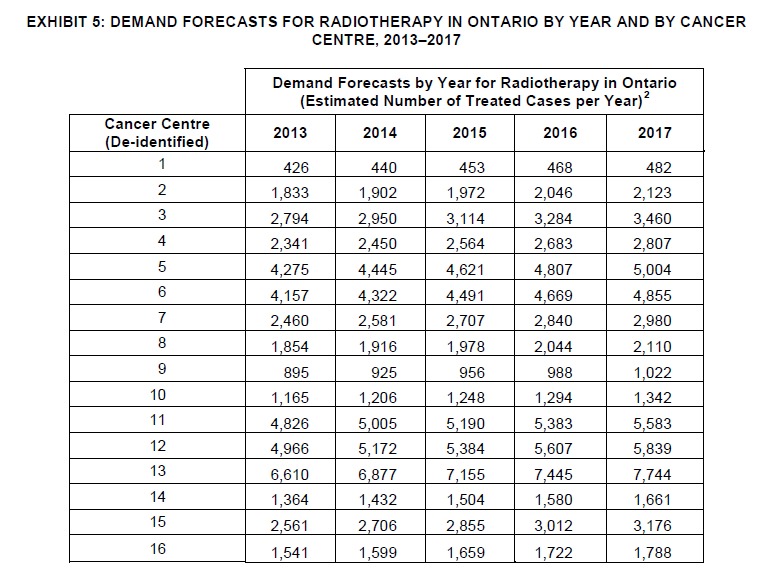 EXHIBIT 5: DEMAND FORECASTS FOR RADIOTHERAPY IN ONTARIO BY YEAR AND BY CANCER
CENTRE, 2013–2017
Demand Forecasts by Year for Radiotherapy in Ontario
(Estimated Number of Treated Cases per Year)2
Cancer Centre
(De-identified) 2013 2014 2015 2016 2017
1 426 440 453 468 482
2 1,833 1,902 1,972 2,046 2,123
3 2,794 2,950 3,114 3,284 3,460
4 2,341 2,450 2,564 2,683 2,807
5 4,275 4,445 4,621 4,807 5,004
6 4,157 4,322 4,491 4,669 4,855
7 2,460 2,581 2,707 2,840 2,980
8 1,854 1,916 1,978 2,044 2,110
9 895 925 956 988 1,022
10 1,165 1,206 1,248 1,294 1,342
11 4,826 5,005 5,190 5,383 5,583
12 4,966 5,172 5,384 5,607 5,839
13 6,610 6,877 7,155 7,445 7,744
14 1,364 1,432 1,504 1,580 1,661
15 2,561 2,706 2,855 3,012 3,176
16 1,541 1,599 1,659 1,722 1,788